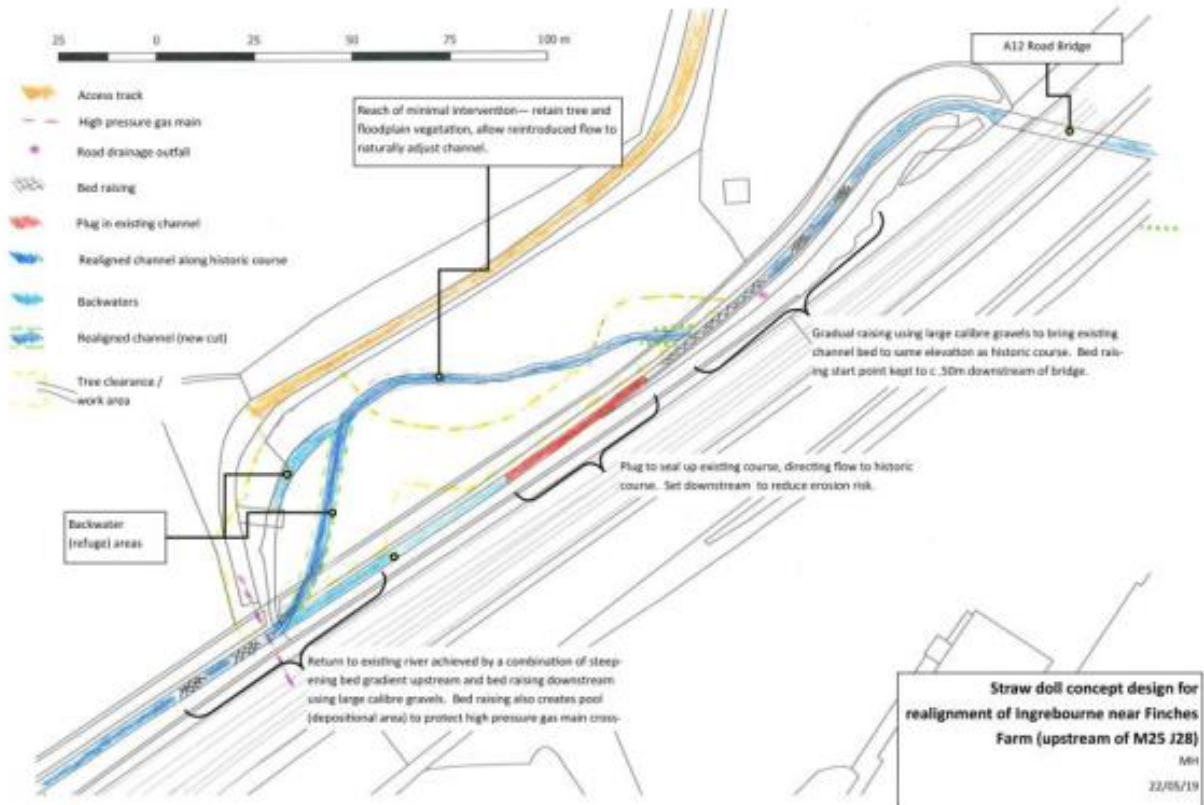 25 0 25 50 75 100 m
A12 Road Bridge
Access track
High pressure gas main
Road drainage outfall
Bed raising
Plug in existing channel
Realigned channel along historic course
Backwaters
Realigned channel (new cut)
Tree clearance /
work area
Reach of minimal intervention— retain tree and
floodplain vegetation, allow reintroduced flow to
naturally adjust channel.
Gradual raising using large calibre gravels to bring existing
channel bed to same elevation as historic course. Bed rais-
ing start point kept to c .50m downstream of bridge.
Plug to seal up existing course, directing flow to historic
course. Set downstream to reduce erosion risk.
Backwater
(refuge) areas
Return to existing river achieved by a combination of steep-
ening bed gradient upstream and bed raising downstream
using large calibre gravels. Bed raising also creates pool
(depositional area) to protect high pressure gas main cross-
Straw doll concept design for
realignment of Ingrebourne near Finches
Farm (upstream of M25 J28)
MH
22/05/19